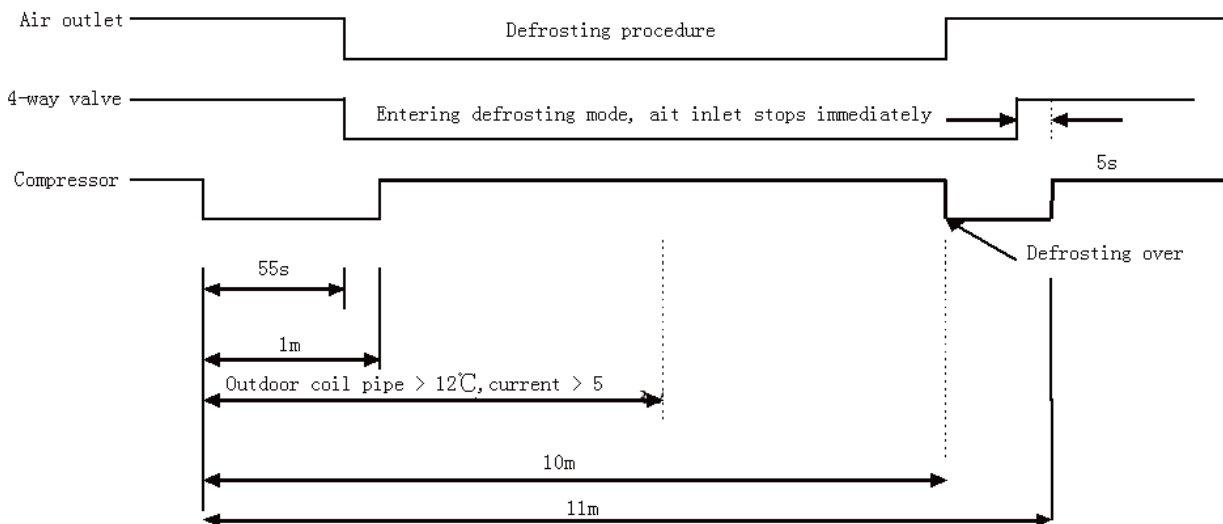 Air outlet
Defrosting procedure
4-way valve
Entering defrosting mode, ait inlet stops immediately
Compressor
5s
Defrosting over
55s
1m
Outdoor coil pipe > 12℃, current > 5
10m
11m